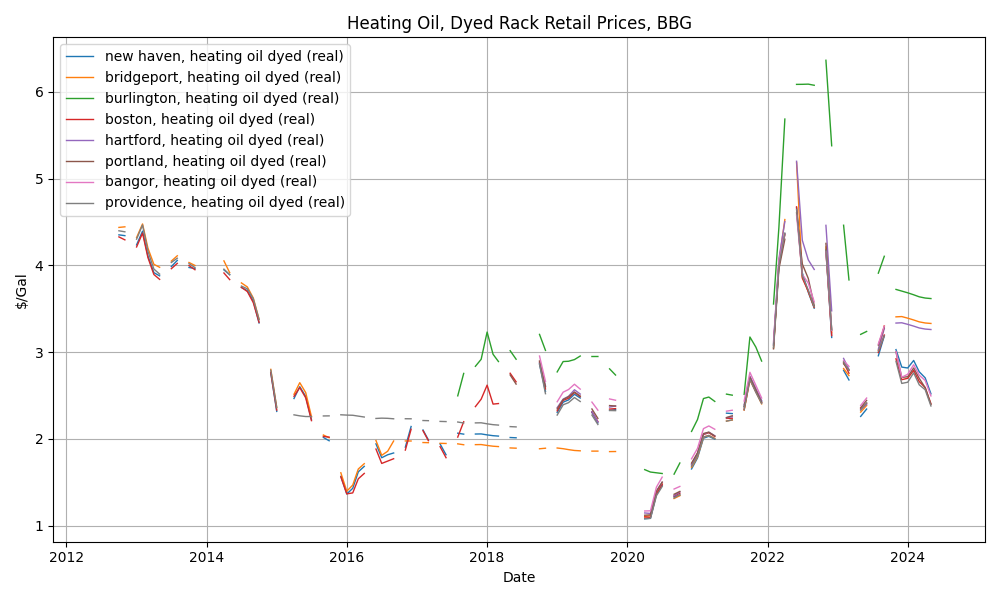 Heating Oil, Dyed Rack Retail Prices, BBG
new haven, heating oil dyed (real)
bridgeport, heating oil dyed (real)
burlington, heating oil dyed (real)
boston, heating oil dyed (real)
hartford, heating oil dyed (real)
portland, heating oil dyed (real)
bangor, heating oil dyed (real)
providence, heating oil dyed (real)
$/Gal
6
5
4
3
2
1
2012 2014 2016 2018 2020 2022 2024
Date